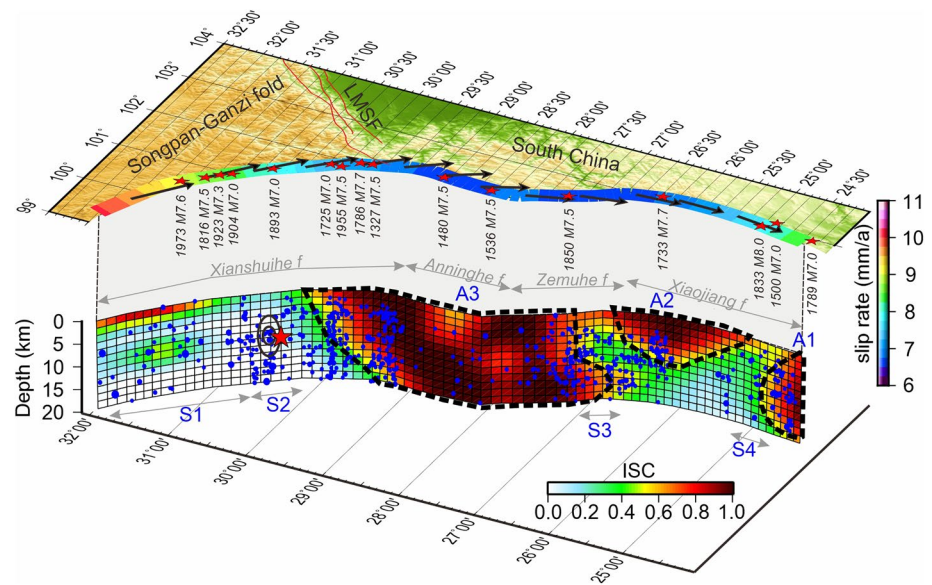 104° 32°30' 32°00' 31°30' 31°00' 30°30' 30°00' 29°30' 29°00' 28°30' 28°00' 27°30' 27°00' 26°30' 26°00' 25°30' 25°00' 24°30'
103°
102°
101°
100°
99°
Songpan-Ganzi fold
LMSF
South China
1973 M7.6
1816 M7.5
1923 M7.3
1904 M7.0
1893 M7.0
1725 M7.0
1955 M7.5
1786 M7.7
1327 M7.5
1480 M7.5
1536 M7.5
1850 M7.5
1733 M7.7
1833 M8.0
1500 M7.0
1789 M7.0
11
10
9
8
7
6
slip rate (mm/a)
Xianshuihe f
Anninghe f
Zemuhe f
Xiaojiang f
A3
A2
A1
0
5
10
15
20
Depth (km)
S1
S2
S3
S4
32°00'
31°00'
30°00'
29°00'
28°00'
27°00'
26°00'
25°00'
ISC
0.0 0.2 0.4 0.6 0.8 1.0